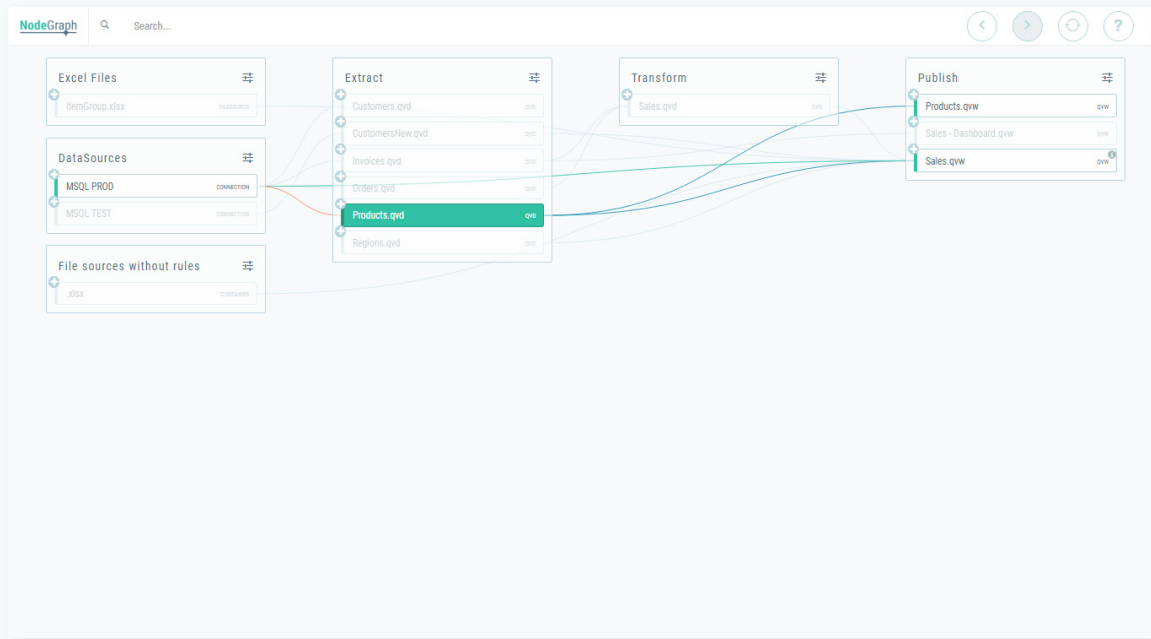 NodeGraph
Search...
?
Excel Files
ItemGroup.xlsx FILESOURCE
DataSources
MSQL PROD CONNECTION
MSQL TEST CONNECTION
File sources without rules
.xlsx CONTAINER
Extract
Customers.qvd QVD
CustomersNew.qvd QVD
Invoices.qvd QVD
Orders.qvd QVD
Products.qvd QVD
Regions.qvd QVD
Transform
Sales.qvd QVD
Publish
Products.qvw QVW
Sales - Dashboard.qvw QVW
Sales.qvw QVW